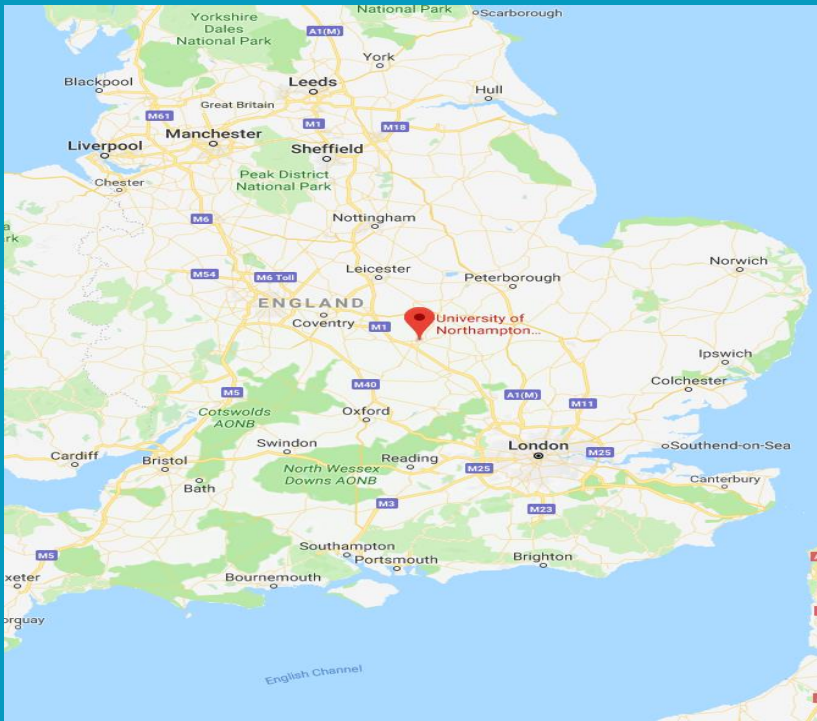 National Park
Scarborough
Yorkshire
Dales
National Park
A1(M)
York
Blackpool
Leeds
Hull
Great Britain
M61
M1
M18
Manchester
Liverpool
Sheffield
Chester
Peak District
National Park
M6
Nottingham
Norwich
M54
M6 Toll
Leicester
Peterborough
ENGLAND
Coventry
M1
University of
Northampton...
Ipswich
M5
M40
A1(M)
M11
Colchester
Cotswolds
AONB
Oxford
Swindon
London
M25
Southend-on-Sea
Cardiff
Bristol
Reading
M25
North Wessex
Downs AONB
Bath
Canterbury
M3
M23
Southampton
Portsmouth
Brighton
M5
xeter
Bournemouth
orquay
English Channel